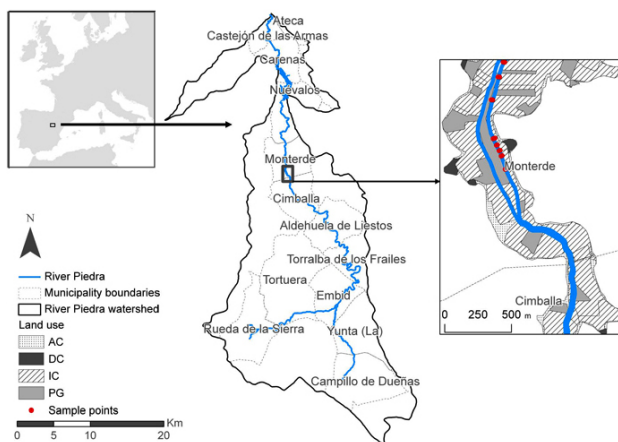 Ateca
Castejón de las Armas
Carenas
Nuévalos
Monterde
Cimballa
Aldehuela de Liestos
Torralba de los Frailes
Tortuera
Embid
Rueda de la Sierra
Yunta (La)
Campillo de Dueñas
N
River Piedra
Municipality boundaries
River Piedra watershed
Land use
AC
DC
IC
PG
Sample points
Km
0 10 20
Monterde
Cimballa
0 250 500
m